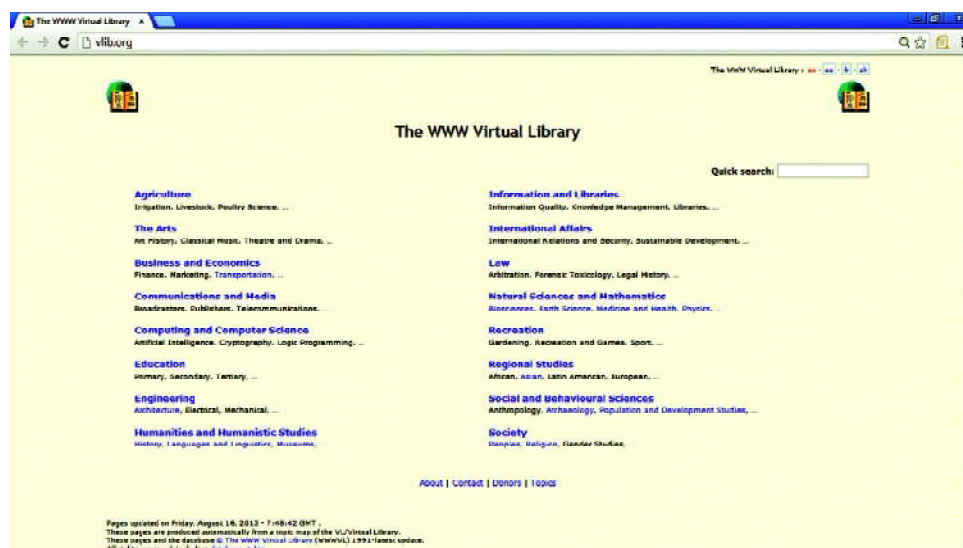 The WWW Virtual Library
vlib.org
The WWW Virtual Library :
The WWW Virtual Library
Quick search:
Agriculture
Irrigation, Livestock, Poultry Science, ...
The Arts
Art History, Classical Music, Theatre and Drama, ...
Business and Economics
Finance, Marketing, Transportation, ...
Communications and Media
Broadcasters, Publishers, Telecommunications, ...
Computing and Computer Science
Artificial Intelligence, Cryptography, Logic Programming, ...
Education
Primary, Secondary, Tertiary, ...
Engineering
Architecture, Electrical, Mechanical, ...
Humanities and Humanistic Studies
History, Languages and Linguistics, Museums, ...
Information and Libraries
Information Quality, Knowledge Management, Libraries, ...
International Affairs
International Relations and Security, Sustainable Development, ...
Law
Arbitration, Forensic Toxicology, Legal History, ...
Natural Sciences and Mathematics
Biosciences, Earth Science, Medicine and Health, Physics, ...
Recreation
Gardening, Recreation and Games, Sport, ...
Regional Studies
African, Asian, Latin American, European, ...
Social and Behavioural Sciences
Anthropology, Archaeology, Population and Development Studies, ...
Society
Peoples, Religion, Gender Studies, ...
About | Contact | Donors | Topics
Pages updated on Friday, August 16, 2013 - 7:48:42 GMT .
These pages are produced automatically from a topic map of the VL/Virtual Library.
These pages and the database © The WWW Virtual Library (WWWVL) 1991-latest update.